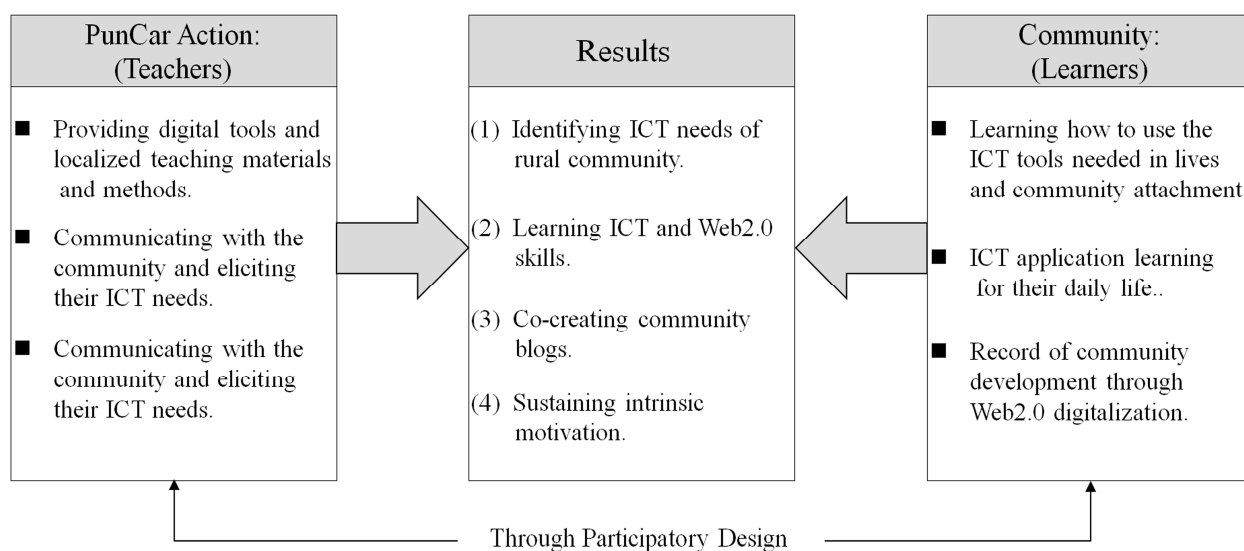 PunCar Action:
(Teachers)
■ Providing digital tools and
localized teaching materials
and methods.
■ Communicating with the
community and eliciting
their ICT needs.
■ Communicating with the
community and eliciting
their ICT needs.
Results
(1) Identifying ICT needs of
rural community.
(2) Learning ICT and Web2.0
skills.
(3) Co-creating community
blogs.
(4) Sustaining intrinsic
motivation.
Community:
(Learners)
■ Learning how to use the
ICT tools needed in lives
and community attachment
■ ICT application learning
for their daily life..
■ Record of community
development through
Web2.0 digitalization.
Through Participatory Design